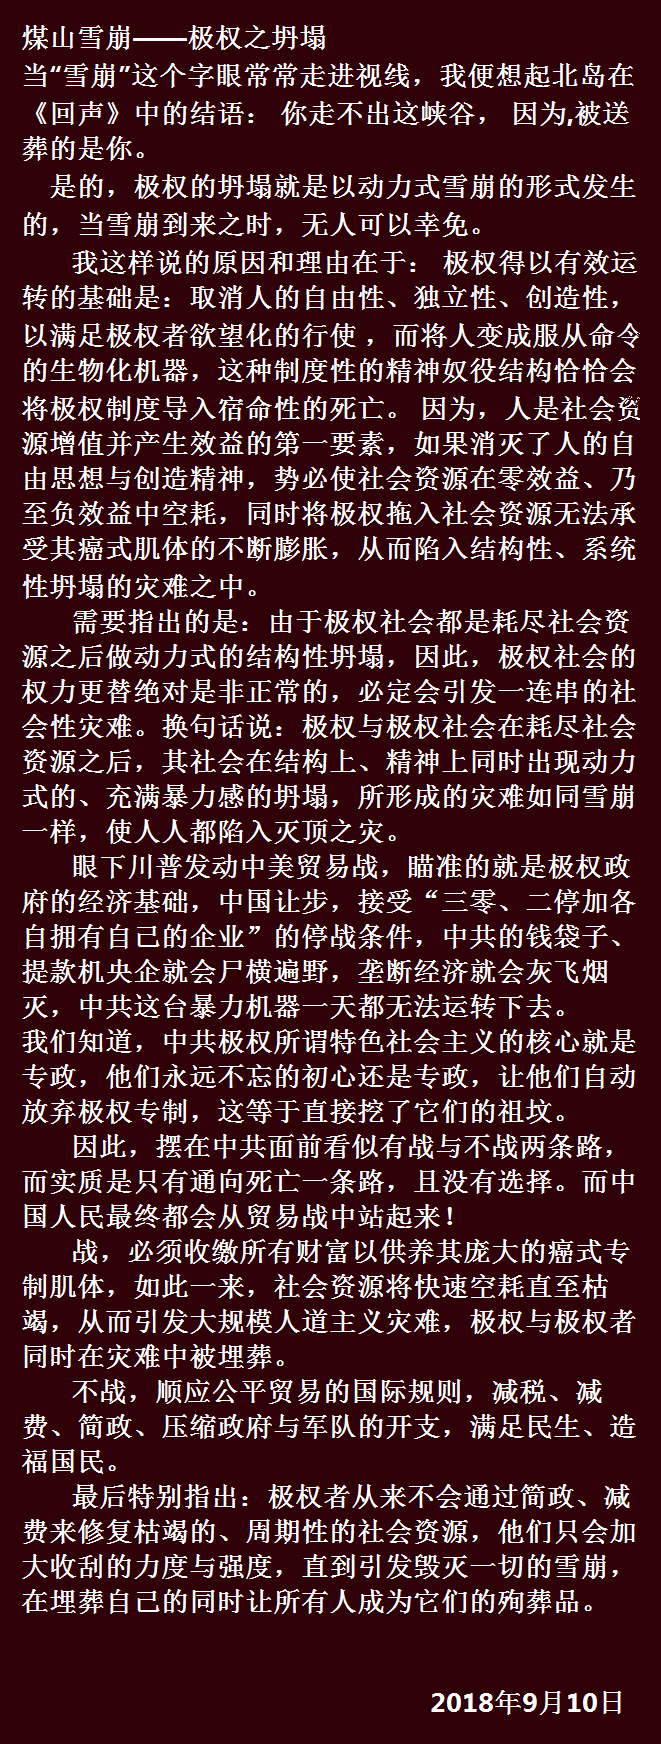 煤山雪崩——极权之坍塌
当“雪崩”这个字眼常常走进视线，我便想起北岛在
《回声》中的结语： 你走不出这峡谷， 因为,被送
葬的是你。
是的，极权的坍塌就是以动力式雪崩的形式发生
的，当雪崩到来之时，无人可以幸免。
我这样说的原因和理由在于： 极权得以有效运
转的基础是：取消人的自由性、独立性、创造性，
以满足极权者欲望化的行使 ，而将人变成服从命令
的生物化机器，这种制度性的精神奴役结构恰恰会
将极权制度导入宿命性的死亡。 因为，人是社会资
源增值并产生效益的第一要素，如果消灭了人的自
由思想与创造精神，势必使社会资源在零效益、乃
至负效益中空耗，同时将极权拖入社会资源无法承
受其癌式肌体的不断膨胀，从而陷入结构性、系统
性坍塌的灾难之中。
需要指出的是：由于极权社会都是耗尽社会资
源之后做动力式的结构性坍塌，因此，极权社会的
权力更替绝对是非正常的，必定会引发一连串的社
会性灾难。换句话说：极权与极权社会在耗尽社会
资源之后，其社会在结构上、精神上同时出现动力
式的、充满暴力感的坍塌，所形成的灾难如同雪崩
一样，使人人都陷入灭顶之灾。
眼下川普发动中美贸易战，瞄准的就是极权政
府的经济基础，中国让步，接受“三零、二停加各
自拥有自己的企业”的停战条件，中共的钱袋子、
提款机央企就会尸横遍野，垄断经济就会灰飞烟
灭，中共这台暴力机器一天都无法运转下去。
我们知道，中共极权所谓特色社会主义的核心就是
专政，他们永远不忘的初心还是专政，让他们自动
放弃极权专制，这等于直接挖了它们的祖坟。
因此，摆在中共面前看似有战与不战两条路，
而实质是只有通向死亡一条路，且没有选择。而中
国人民最终都会从贸易战中站起来！
战，必须收缴所有财富以供养其庞大的癌式专
制肌体，如此一来，社会资源将快速空耗直至枯
竭，从而引发大规模人道主义灾难，极权与极权者
同时在灾难中被埋葬。
不战，顺应公平贸易的国际规则，减税、减
费、简政、压缩政府与军队的开支，满足民生、造
福国民。
最后特别指出：极权者从来不会通过简政、减
费来修复枯竭的、周期性的社会资源，他们只会加
大收刮的力度与强度，直到引发毁灭一切的雪崩，
在埋葬自己的同时让所有人成为它们的殉葬品。
2018年9月10日